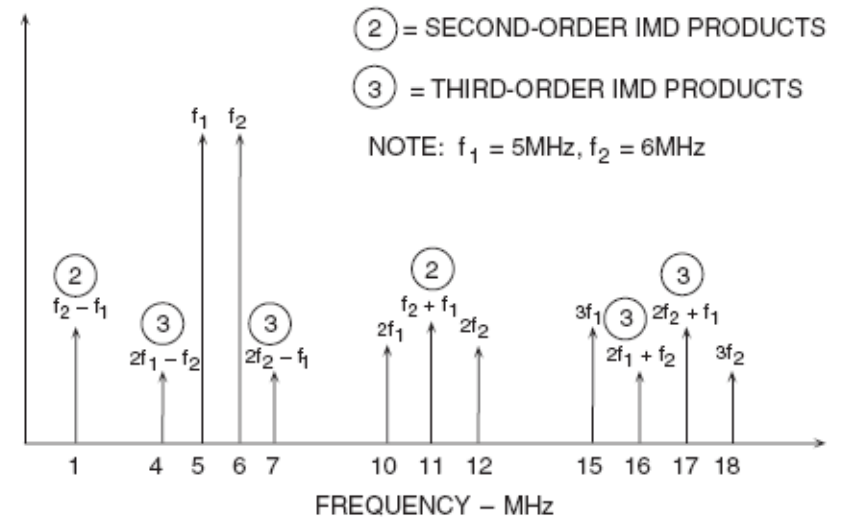 ② = SECOND-ORDER IMD PRODUCTS
③ = THIRD-ORDER IMD PRODUCTS
NOTE: f₁ = 5MHz, f₂ = 6MHz
f₁ f₂
② ② ③
f₂ – f₁ f₂ + f₁ 3f₁ ③ 2f₂ + f₁
③ ③ 2f₁ 2f₂
2f₁ – f₂ 2f₂ – f₁ 2f₁ + f₂ 3f₂
1 4 5 6 7 10 11 12 15 16 17 18
FREQUENCY – MHz